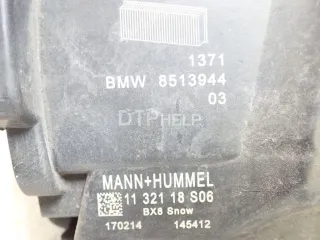 1371
BMW 8513944
03
DTPHELP
MANN+HUMMEL
11 321 18 S06
BX8 Snow
170214 145412